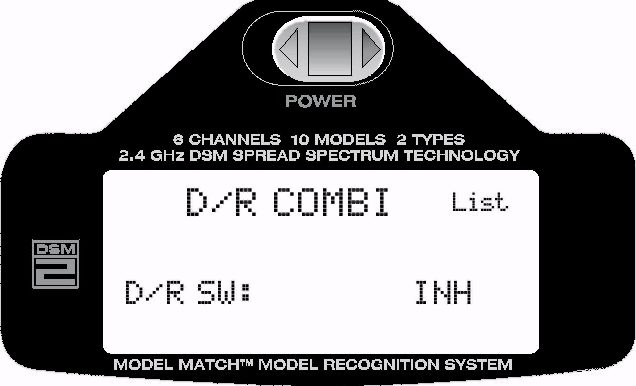 POWER
6 CHANNELS 10 MODELS 2 TYPES
2.4 GHz DSM SPREAD SPECTRUM TECHNOLOGY
D/R COMBI List
DSM
2
D/R SW: INH
MODEL MATCH™ MODEL RECOGNITION SYSTEM